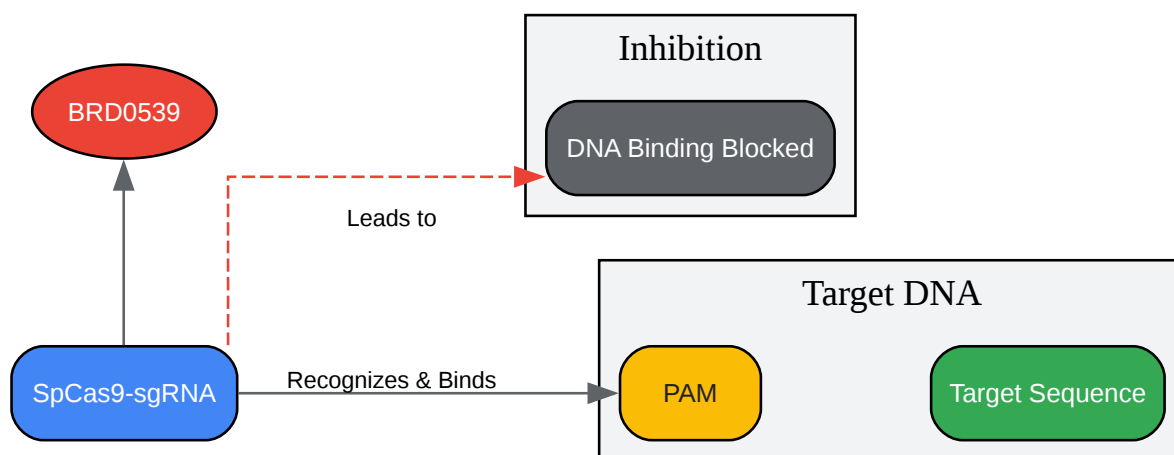 Inhibition
BRD0539
DNA Binding Blocked
Leads to
Target DNA
Recognizes & Binds
SpCas9-sgRNA
PAM
Target Sequence